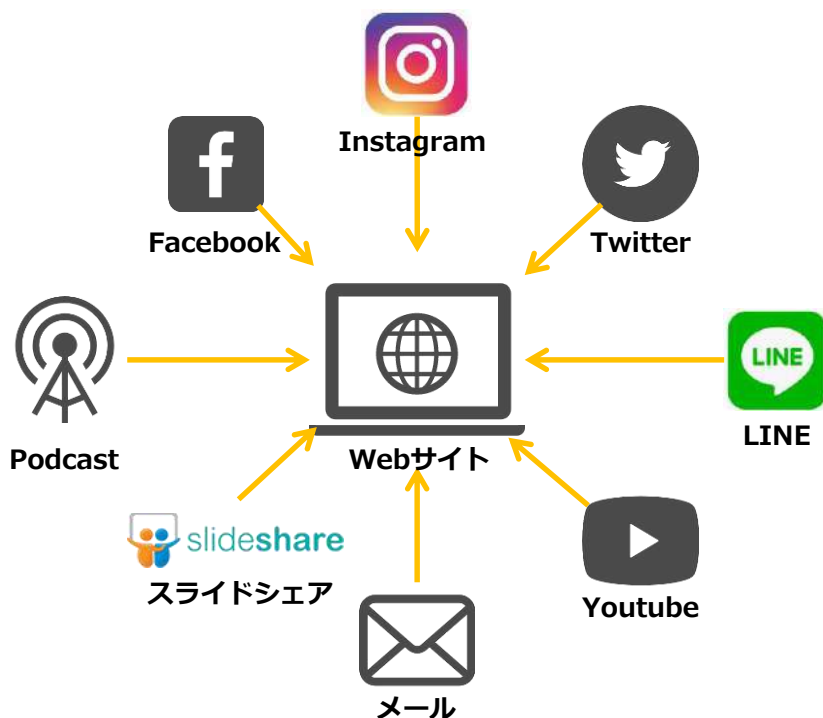 Instagram
Facebook
Twitter
LINE
LINE
Podcast
Webサイト
slideshare
スライドシェア
Youtube
メール